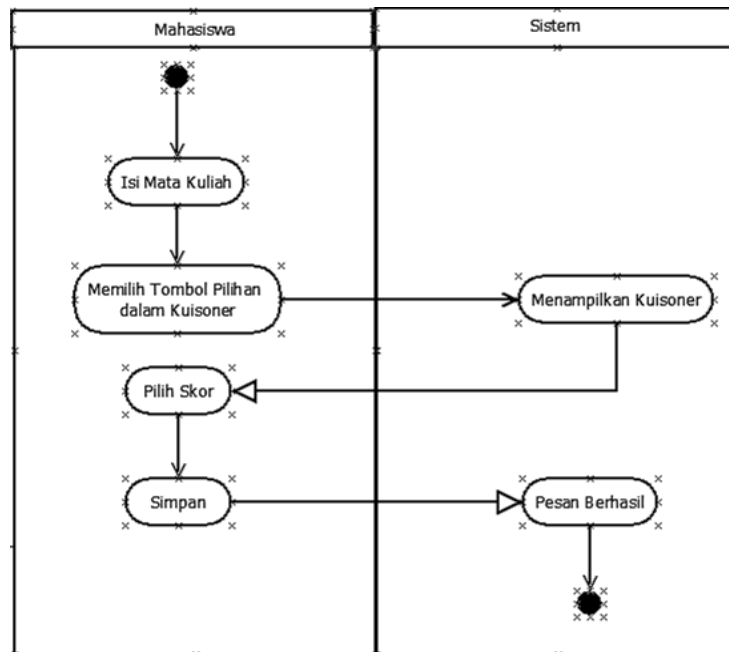 Mahasiswa
Sistem
Isi Mata Kuliah
Memilih Tombol Pilihan
dalam Kuisoner
Menampilkan Kuisoner
Pilih Skor
Simpan
Pesan Berhasil